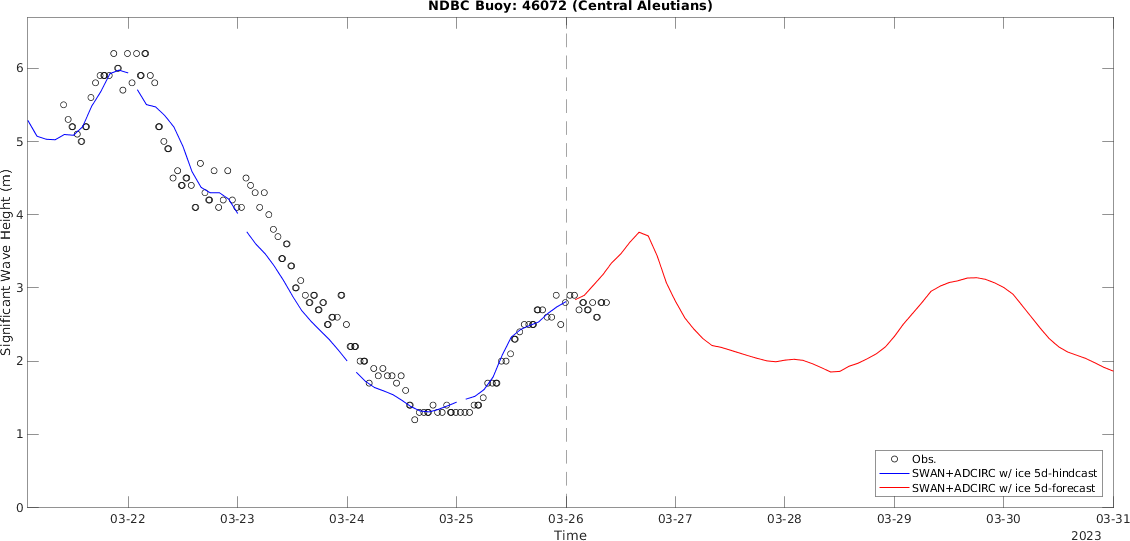 NDBC Buoy: 46072 (Central Aleutians)
Significant Wave Height (m)
6
5
4
3
2
1
0
Obs.
SWAN+ADCIRC w/ ice 5d-hindcast
SWAN+ADCIRC w/ ice 5d-forecast
03-22 03-23 03-24 03-25 03-26 03-27 03-28 03-29 03-30 03-31
Time
2023